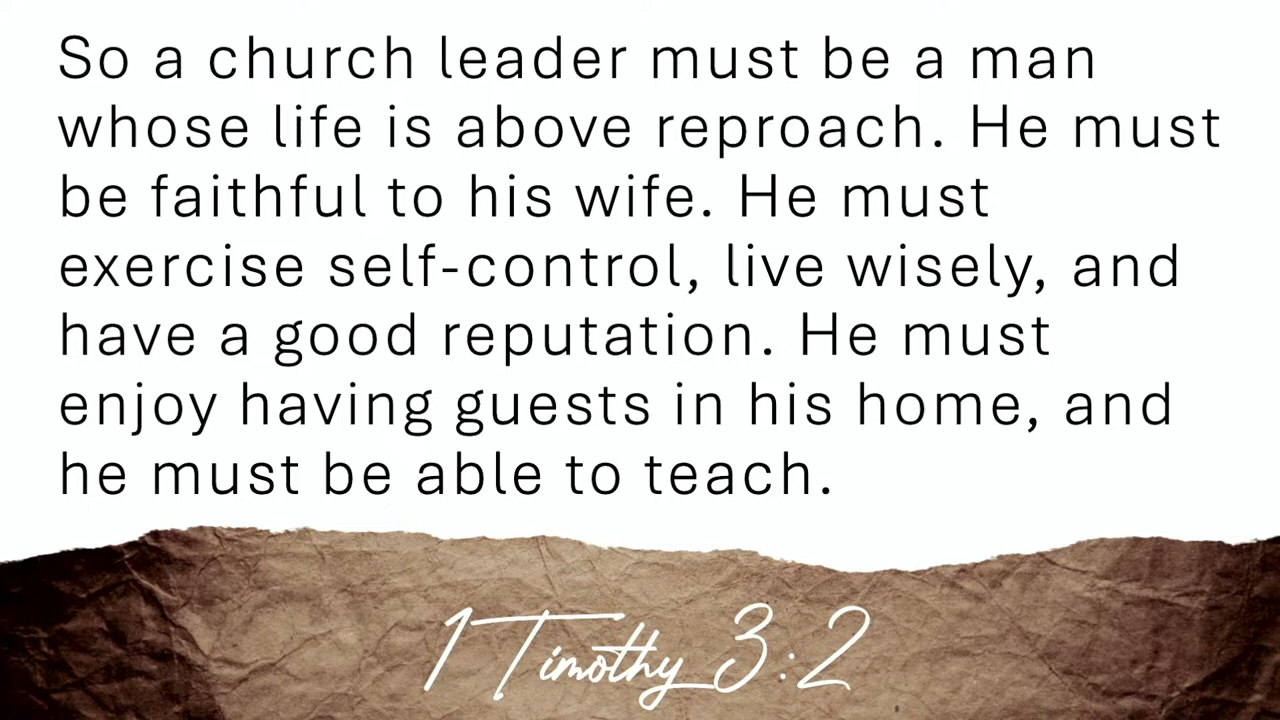 So a church leader must be a man
whose life is above reproach. He must
be faithful to his wife. He must
exercise self-control, live wisely, and
have a good reputation. He must
enjoy having guests in his home, and
he must be able to teach.
1 Timothy 3:2